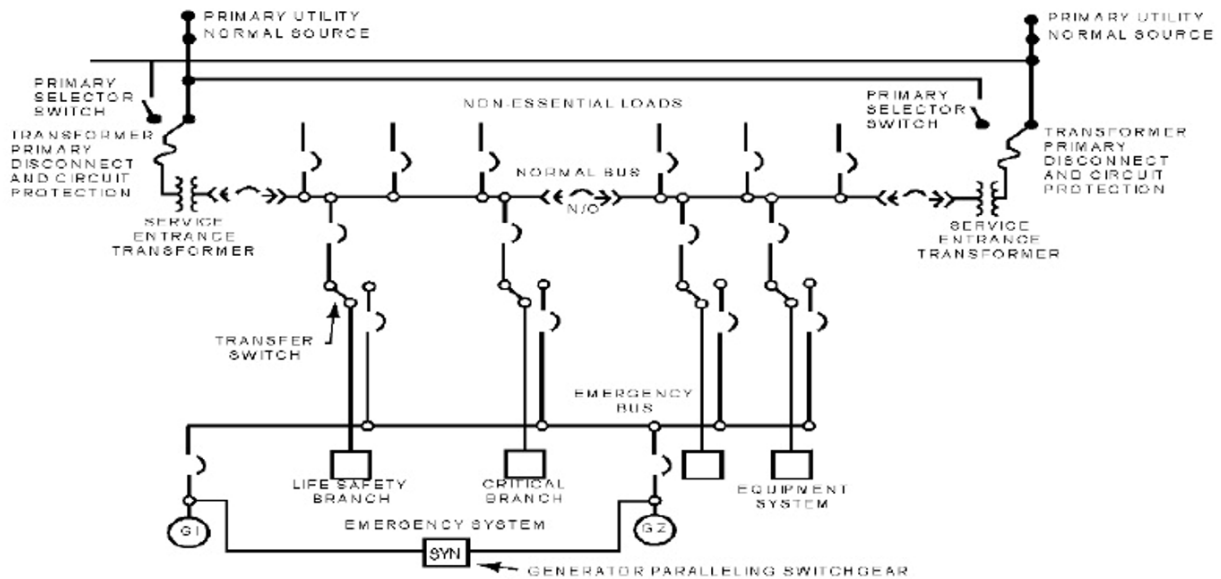 PRIMARY UTILITY
NORMAL SOURCE
PRIMARY UTILITY
NORMAL SOURCE
PRIMARY
SELECTOR
SWITCH
NON-ESSENTIAL LOADS
PRIMARY
SELECTOR
SWITCH
TRANSFORMER
PRIMARY
DISCONNECT
AND CIRCUIT
PROTECTION
TRANSFORMER
PRIMARY
DISCONNECT
AND CIRCUIT
PROTECTION
NORMAL BUS
N/O
SERVICE
ENTRANCE
TRANSFORMER
SERVICE
ENTRANCE
TRANSFORMER
TRANSFER
SWITCH
EMERGENCY
BUS
LIFE SAFETY
BRANCH
CRITICAL
BRANCH
EQUIPMENT
SYSTEM
G1
EMERGENCY SYSTEM
G2
SYN
GENERATOR PARALLELING SWITCHGEAR